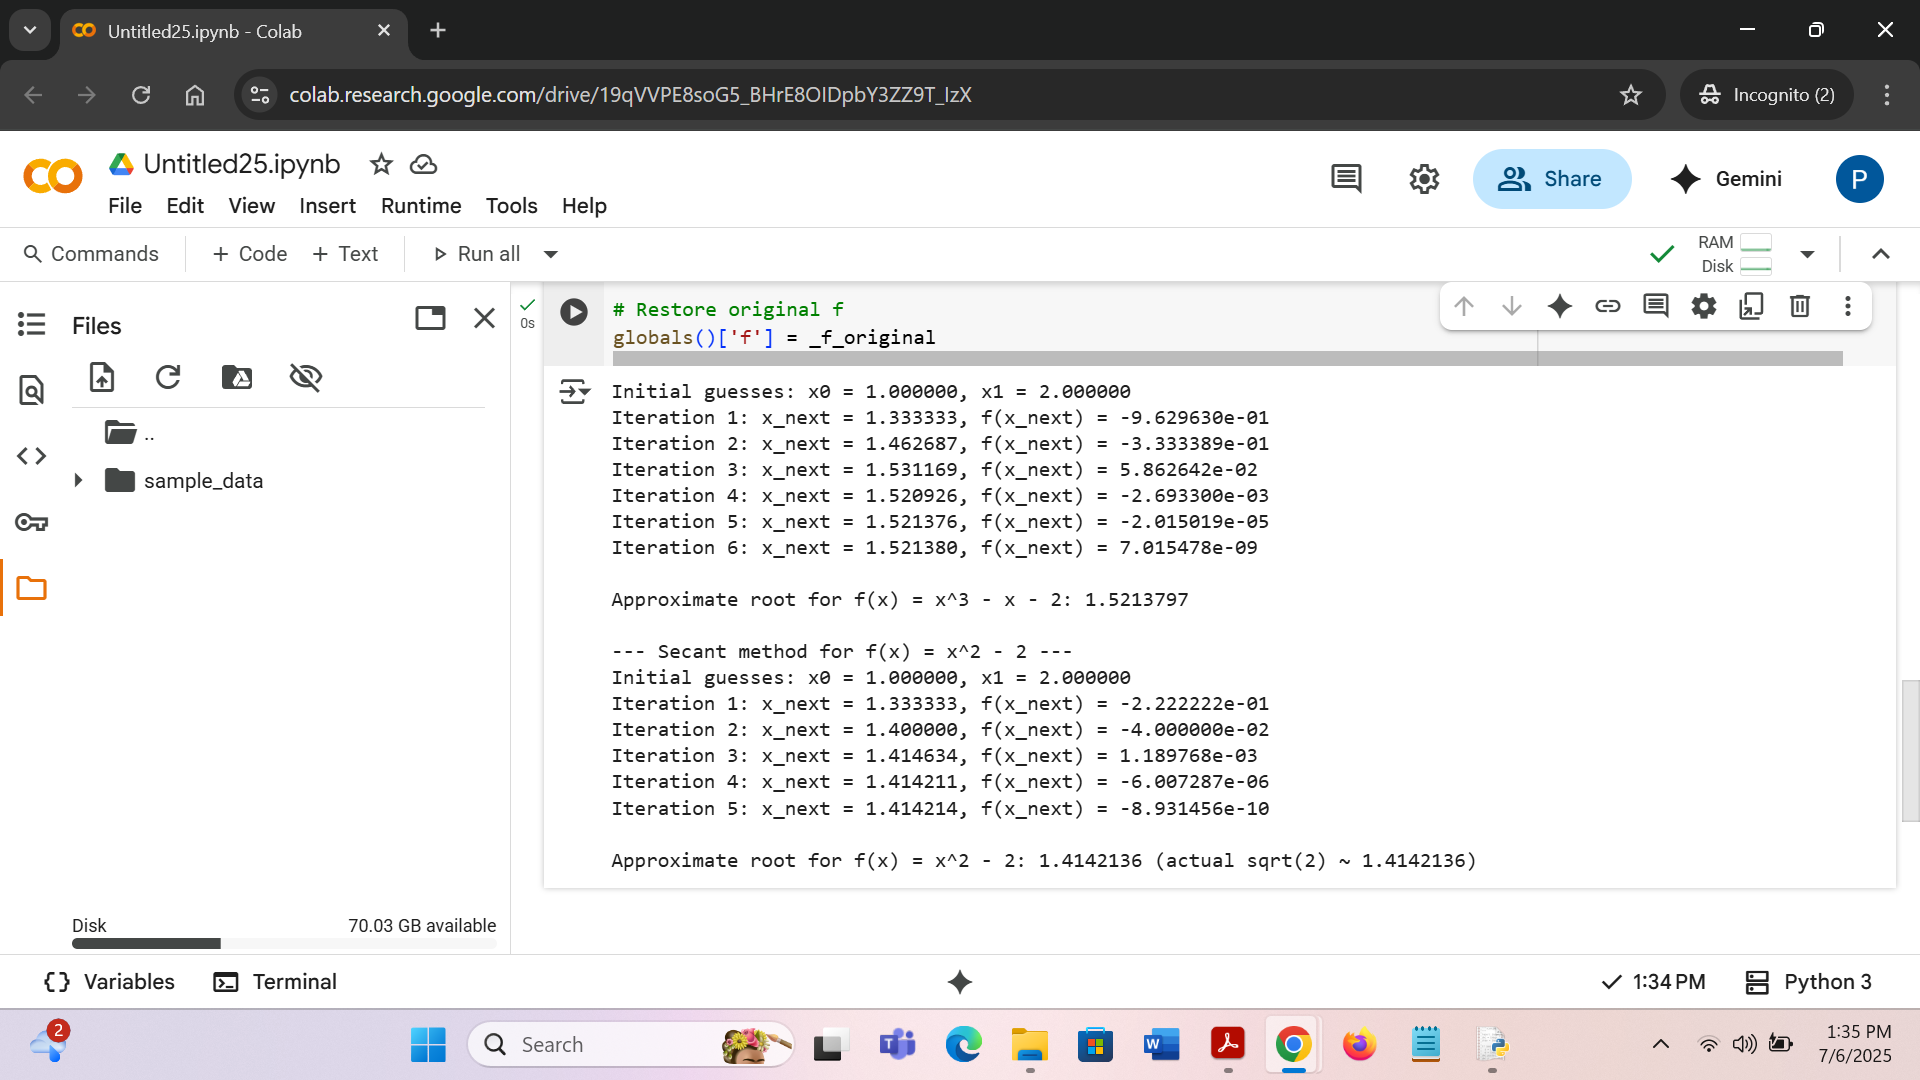 Untitled25.ipynb - Colab
colab.research.google.com/drive/19qVVPE8soG5_BHrE8OIDpbY3ZZ9T_IzX
Incognito (2)
Untitled25.ipynb
File Edit View Insert Runtime Tools Help
Share
Gemini
P
Commands
+ Code + Text
Run all
RAM
Disk
Files
..
sample_data
Disk 70.03 GB available
0s
# Restore original f
globals()['f'] = _f_original
Initial guesses: x0 = 1.000000, x1 = 2.000000
Iteration 1: x_next = 1.333333, f(x_next) = -9.629630e-01
Iteration 2: x_next = 1.462687, f(x_next) = -3.333389e-01
Iteration 3: x_next = 1.531169, f(x_next) = 5.862642e-02
Iteration 4: x_next = 1.520926, f(x_next) = -2.693300e-03
Iteration 5: x_next = 1.521376, f(x_next) = -2.015019e-05
Iteration 6: x_next = 1.521380, f(x_next) = 7.015478e-09
Approximate root for f(x) = x^3 - x - 2: 1.5213797
--- Secant method for f(x) = x^2 - 2 ---
Initial guesses: x0 = 1.000000, x1 = 2.000000
Iteration 1: x_next = 1.333333, f(x_next) = -2.222222e-01
Iteration 2: x_next = 1.400000, f(x_next) = -4.000000e-02
Iteration 3: x_next = 1.414634, f(x_next) = 1.189768e-03
Iteration 4: x_next = 1.414211, f(x_next) = -6.007287e-06
Iteration 5: x_next = 1.414214, f(x_next) = -8.931456e-10
Approximate root for f(x) = x^2 - 2: 1.4142136 (actual sqrt(2) ~ 1.4142136)
{} Variables
Terminal
1:34 PM
Python 3
2
Search
1:35 PM
7/6/2025